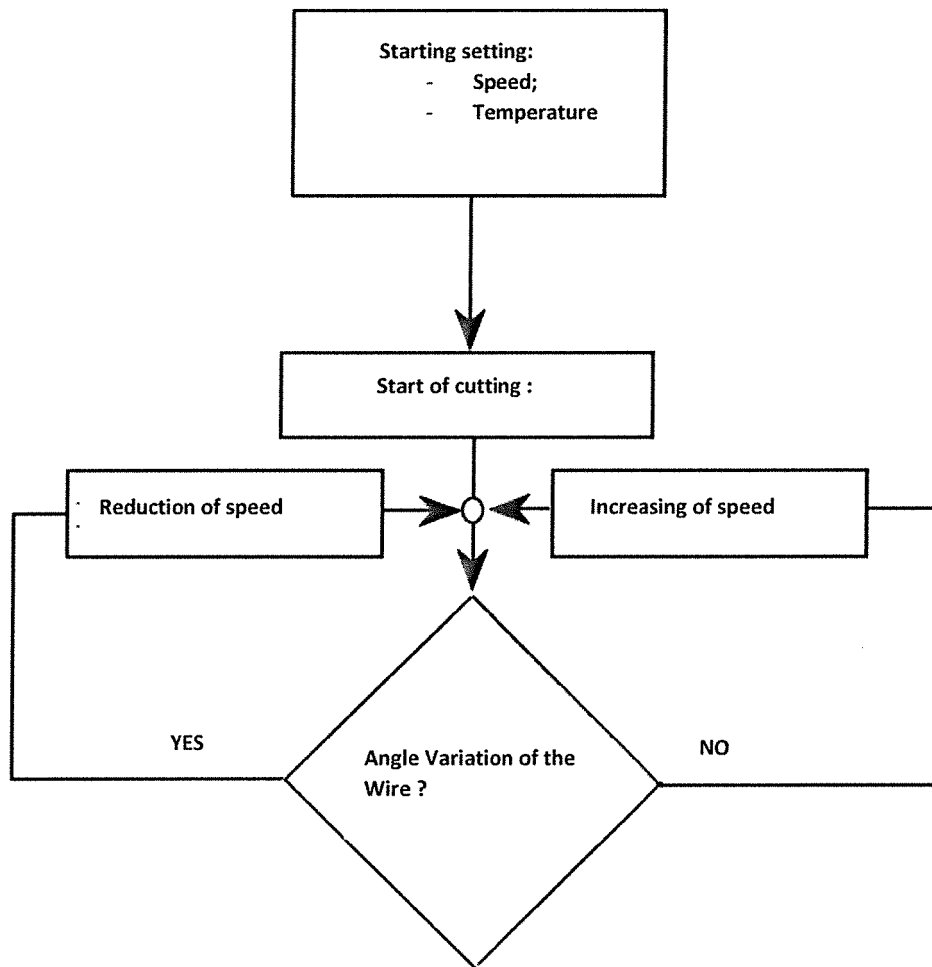 Starting setting:
- Speed;
- Temperature
Start of cutting :
Reduction of speed
Increasing of speed
YES
NO
Angle Variation of the
Wire ?